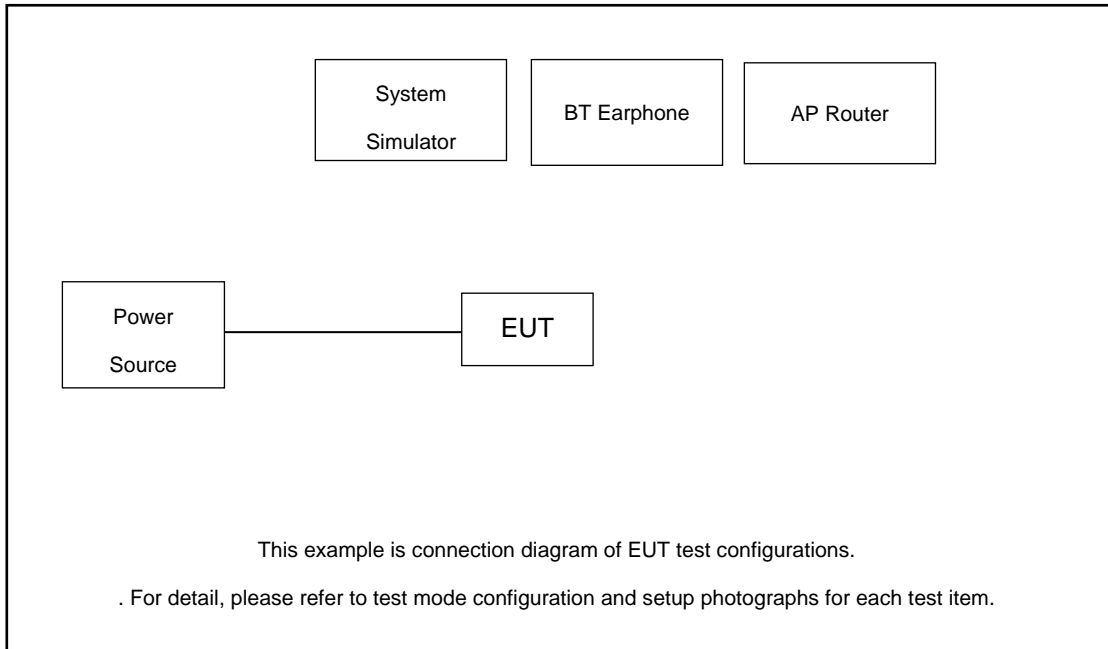 System
Simulator
BT Earphone
AP Router
Power
Source
EUT
This example is connection diagram of EUT test configurations.
. For detail, please refer to test mode configuration and setup photographs for each test item.